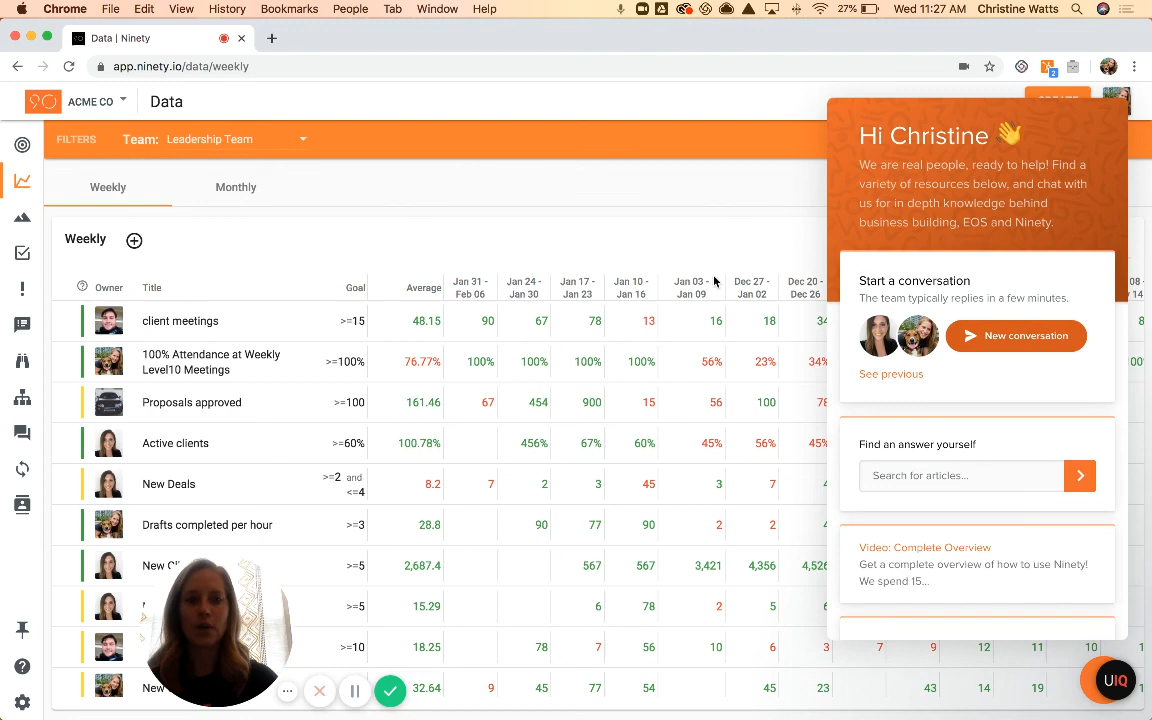 Chrome File Edit View History Bookmarks People Tab Window Help 27% Wed 11:27 AM Christine Watts
Data | Ninety
app.ninety.io/data/weekly
90 ACME CO Data
FILTERS Team: Leadership Team
Weekly Monthly
Weekly
Owner Title Goal Average Jan 31 - Feb 06 Jan 24 - Jan 30 Jan 17 - Jan 23 Jan 10 - Jan 16 Jan 03 - Jan 09 Dec 27 - Jan 02 Dec 20 - Dec 26
client meetings >=15 48.15 90 67 78 13 16 18 34
100% Attendance at Weekly
Level10 Meetings >=100% 76.77% 100% 100% 100% 100% 56% 23% 34%
Proposals approved >=100 161.46 67 454 900 15 56 100 78
Active clients >=60% 100.78% 456% 67% 60% 45% 56% 45%
New Deals >=2 and <=4 8.2 7 2 3 45 3 7
Drafts completed per hour >=3 28.8 90 77 90 2 2
New >=5 2,687.4 567 567 3,421 4,356 4,526
>=5 15.29 6 78 2 5
>=10 18.25 78 7 56 10 6 3 7 9 12 11 10
New 32.64 9 45 77 54 45 23 43 14 19
Hi Christine 👋
We are real people, ready to help! Find a
variety of resources below, and chat with
us for in depth knowledge behind
business building, EOS and Ninety.
Start a conversation
The team typically replies in a few minutes.
New conversation
See previous
Find an answer yourself
Search for articles...
Video: Complete Overview
Get a complete overview of how to use Ninety!
We spend 15...
UIQ